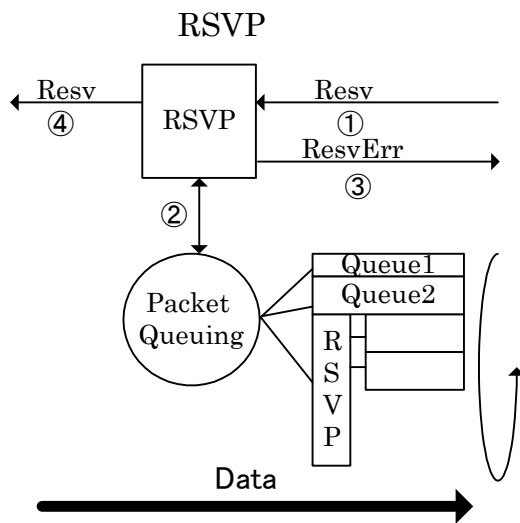 RSVP
Resv
④
RSVP
Resv
①
ResvErr
③
②
Packet
Queuing
Queue1
Queue2
R
S
V
P
Data